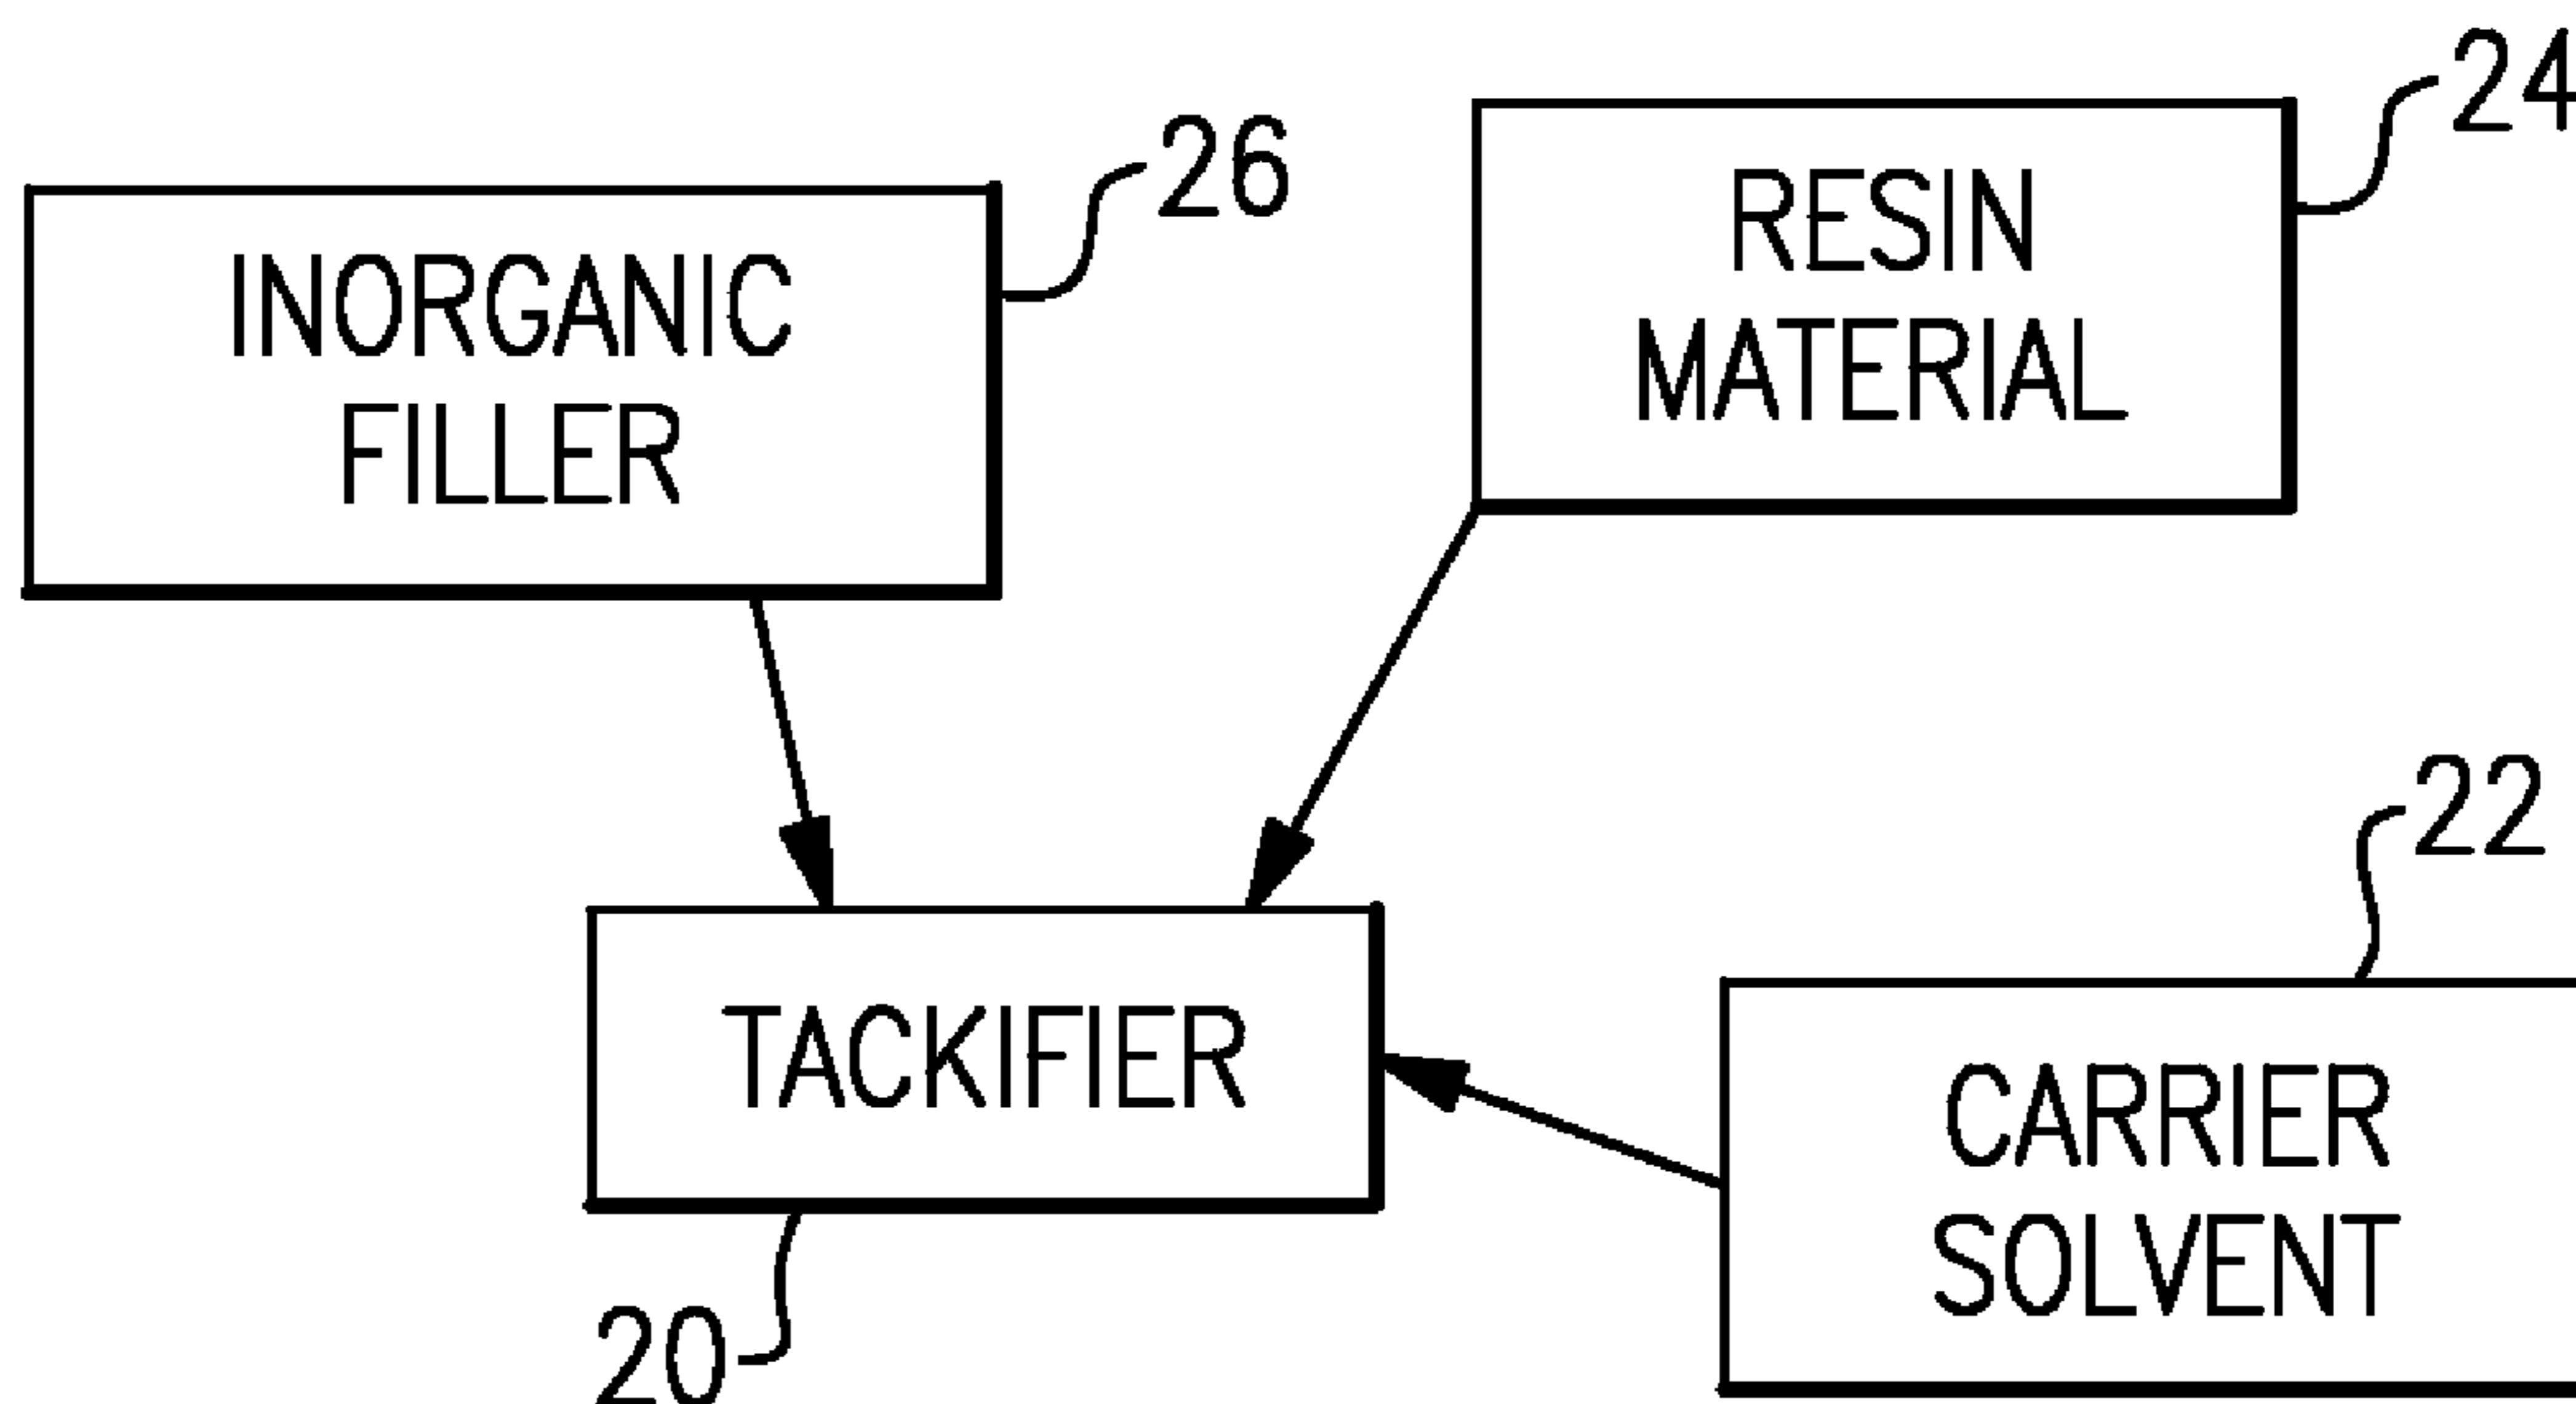 24
26
RESIN
MATERIAL
INORGANIC
FILLER
22
TACKIFIER
CARRIER
SOLVENT
20